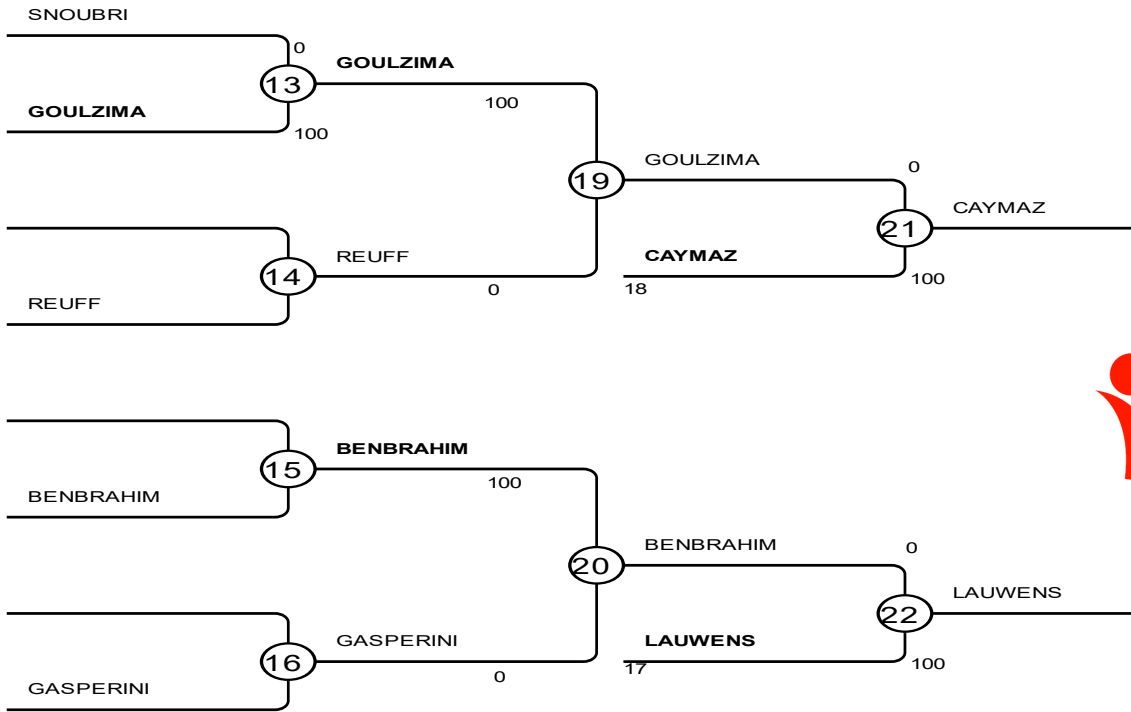 SNOUBRI
0
13
GOULZIMA
GOULZIMA
100
100
19
GOULZIMA
0
21
CAYMAZ
14
REUFF
0
CAYMAZ
18
100
REUFF
15
BENBRAHIM
100
BENBRAHIM
20
BENBRAHIM
0
22
LAUWENS
16
GASPERINI
0
LAUWENS
17
100
GASPERINI